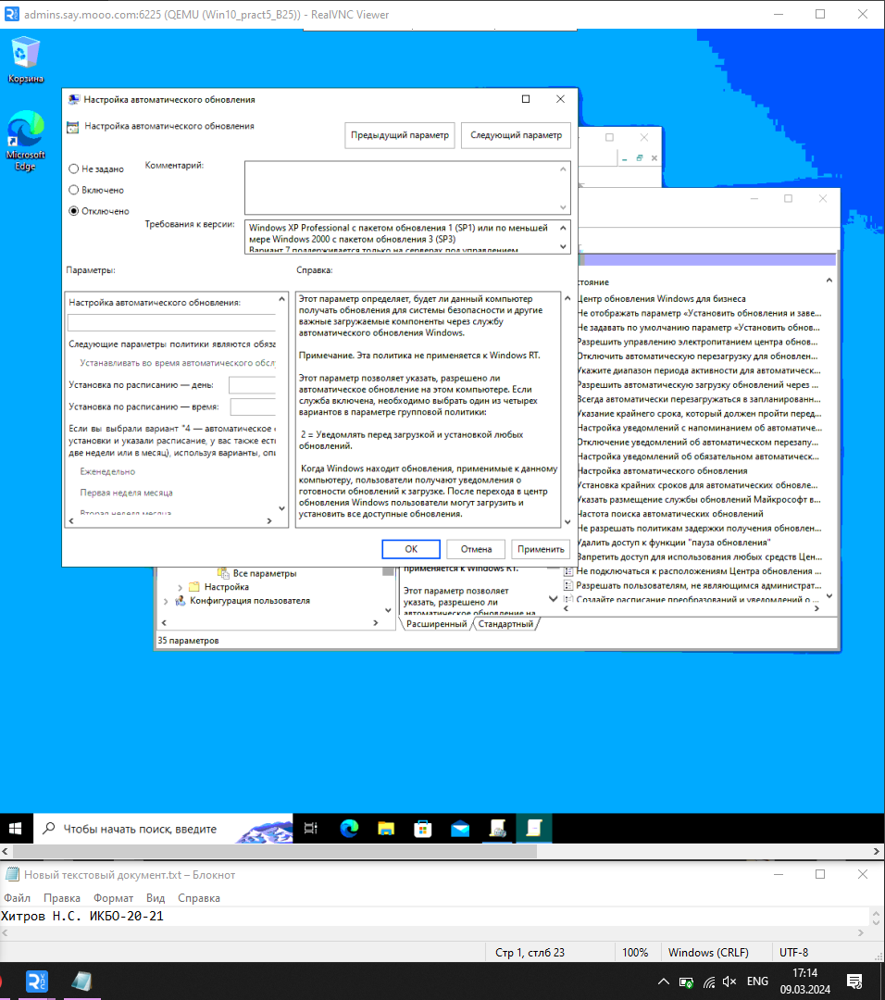 admins.say.mooo.com:6225 (QEMU (Win10_pract5_B25)) - RealVNC Viewer
Корзина
Microsoft
Edge
Настройка автоматического обновления
Настройка автоматического обновления
Предыдущий параметр
Следующий параметр
Не задано
Включено
Отключено
Комментарий:
Требования к версии:
Windows XP Professional с пакетом обновления 1 (SP1) или по меньшей
мере Windows 2000 с пакетом обновления 3 (SP3)
Вариант 7 поддерживается только на серверах под управлением
Параметры:
Справка:
Настройка автоматического обновления:
Следующие параметры политики являются обяза
Устанавливать во время автоматического обслу
Установка по расписанию — день:
Установка по расписанию — время:
Если вы выбрали вариант "4 — автоматическое
установки и указали расписание, у вас также есть
две недели или в месяц), используя варианты, опи
Еженедельно
Первая неделя месяца
Вторая неделя месяца
Этот параметр определяет, будет ли данный компьютер
получать обновления для системы безопасности и другие
важные загружаемые компоненты через службу
автоматического обновления Windows.
Примечание. Эта политика не применяется к Windows RT.
Этот параметр позволяет указать, разрешено ли
автоматическое обновление на этом компьютере. Если
служба включена, необходимо выбрать один из четырех
вариантов в параметре групповой политики:
2 = Уведомлять перед загрузкой и установкой любых
обновлений.
Когда Windows находит обновления, применимые к данному
компьютеру, пользователи получают уведомления о
готовности обновлений к загрузке. После перехода в центр
обновления Windows пользователи могут загрузить и
установить все доступные обновления.
ОК
Отмена
Применить
стояние
Центр обновления Windows для бизнеса
Не отображать параметр «Установить обновления и заве...
Не задавать по умолчанию параметр «Установить обнов...
Разрешить управлению электропитанием центра обнов...
Отключить автоматическую перезагрузку для обновлен...
Укажите диапазон периода активности для автоматическ...
Разрешить автоматическую загрузку обновлений через ...
Всегда автоматически перезагружаться в запланированн...
Указание крайнего срока, который должен пройти перед...
Настройка уведомлений с напоминанием об автоматиче...
Отключение уведомлений об автоматическом перезапу...
Настройка уведомлений об обязательном автоматическ...
Настройка автоматического обновления
Установка крайних сроков для автоматических обновле...
Указать размещение службы обновлений Майкрософт в...
Частота поиска автоматических обновлений
Не разрешать политикам задержки получения обновлен...
Удалить доступ к функции "пауза обновления"
Запретить доступ для использования любых средств Цен...
Не подключаться к расположениям Центра обновления ...
Разрешать пользователям, не являющимся администрат...
Создайте расписание преобразований и уведомлений о ...
Все параметры
Настройка
Конфигурация пользователя
применяется к Windows RT.
Этот параметр позволяет
указать, разрешено ли
автоматическое обновление на
Расширенный
Стандартный
35 параметров
Чтобы начать поиск, введите
Новый текстовый документ.txt – Блокнот
Файл Правка Формат Вид Справка
Хитров Н.С. ИКБО-20-21
Стр 1, стлб 23
100%
Windows (CRLF)
UTF-8
ENG
17:14
09.03.2024